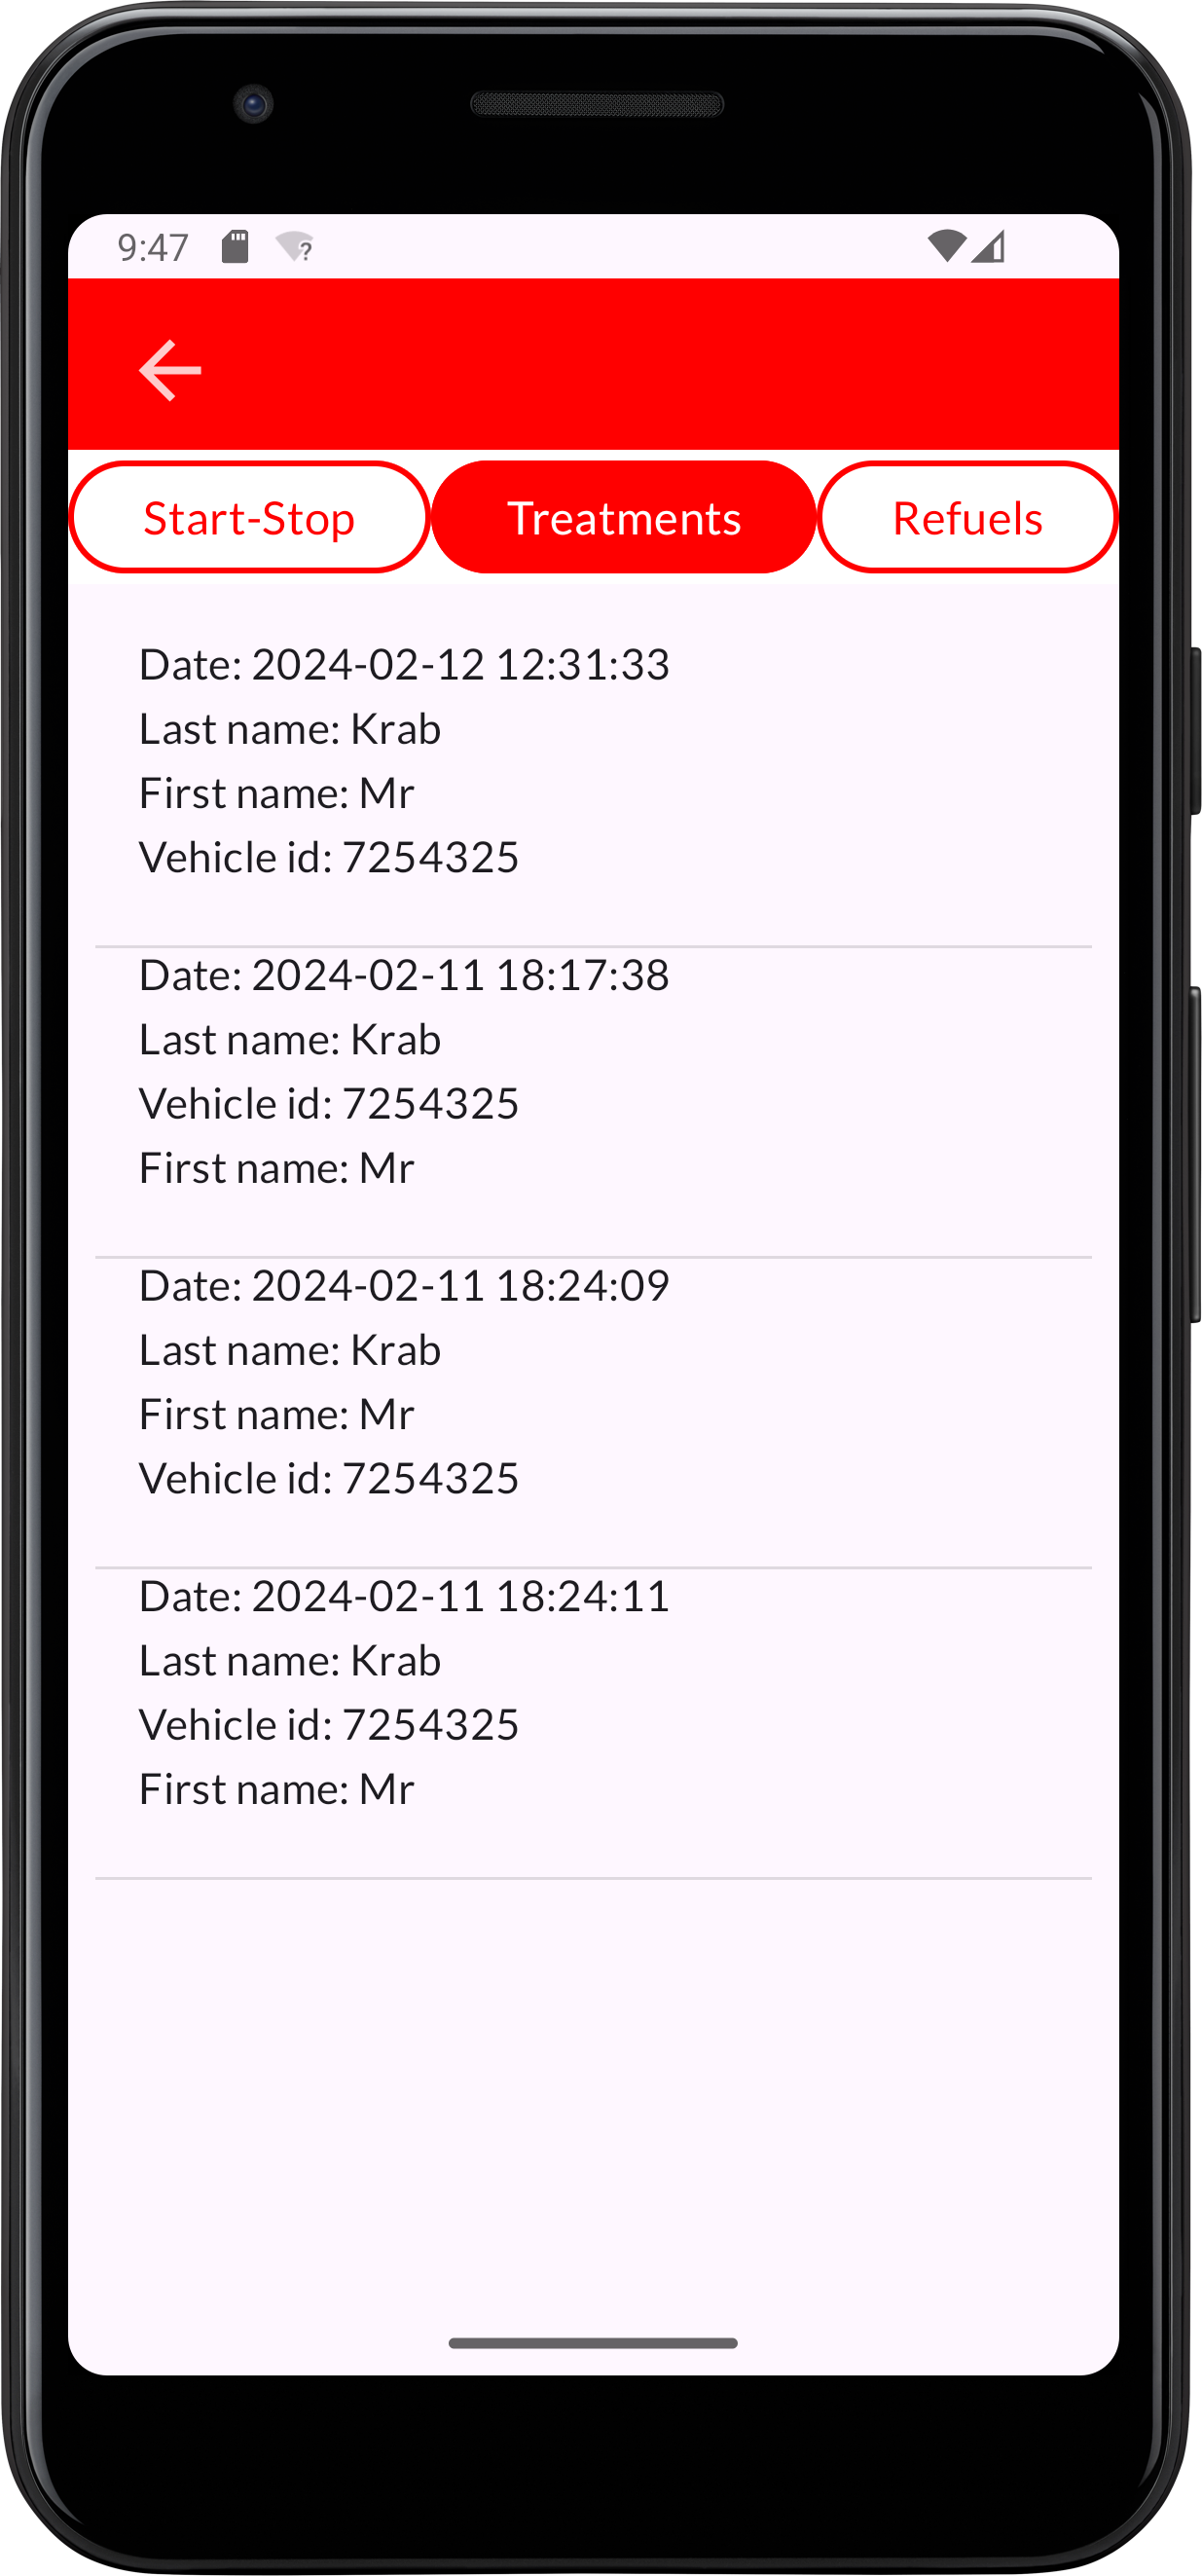 9:47
Start-Stop Treatments Refuels
Date: 2024-02-12 12:31:33
Last name: Krab
First name: Mr
Vehicle id: 7254325
Date: 2024-02-11 18:17:38
Last name: Krab
Vehicle id: 7254325
First name: Mr
Date: 2024-02-11 18:24:09
Last name: Krab
First name: Mr
Vehicle id: 7254325
Date: 2024-02-11 18:24:11
Last name: Krab
Vehicle id: 7254325
First name: Mr